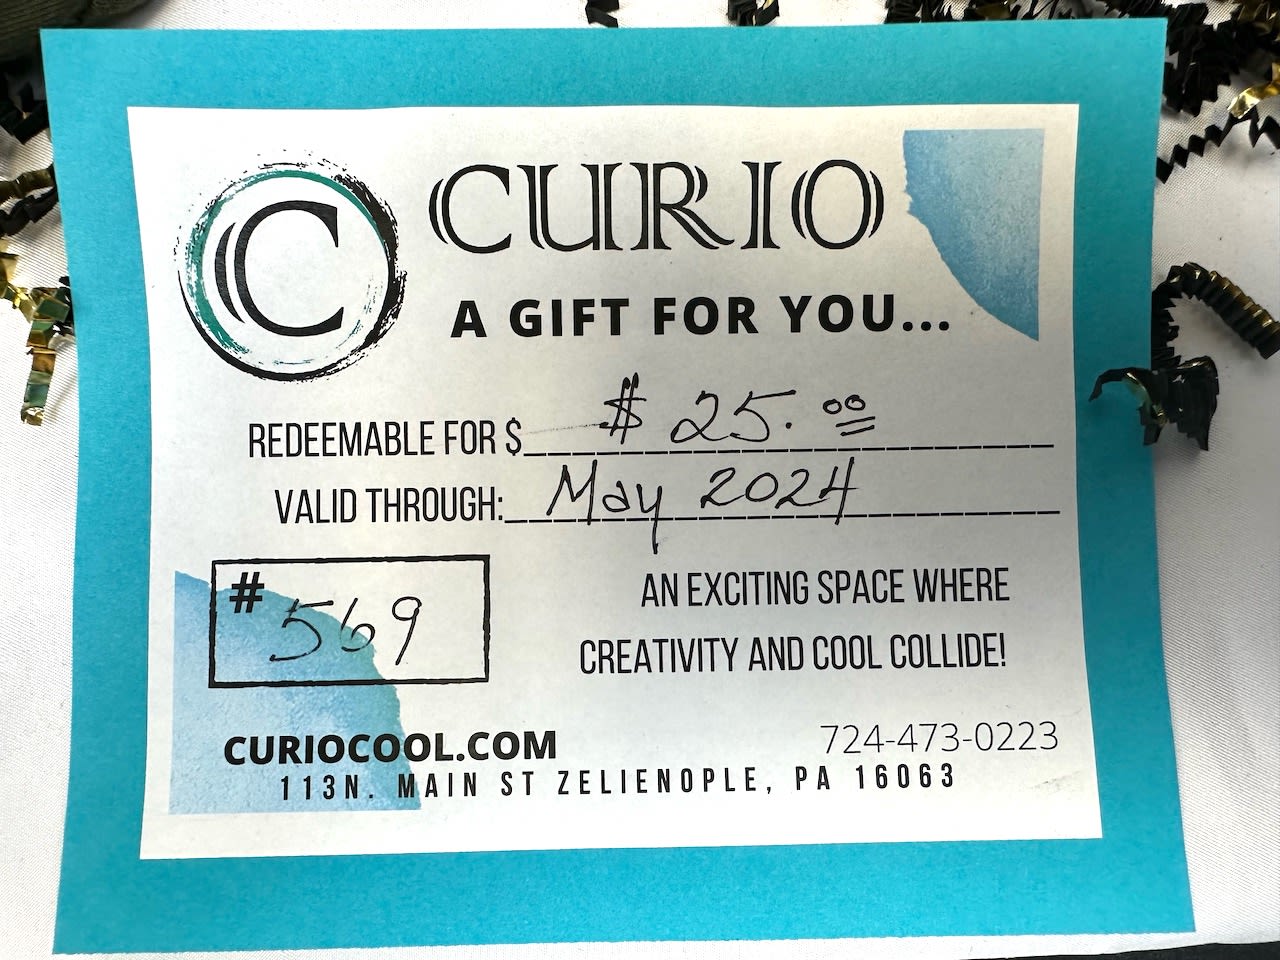 C
CURIO
A GIFT FOR YOU...
REDEEMABLE FOR $ $ 25.00
VALID THROUGH: May 2024
# 569
AN EXCITING SPACE WHERE
CREATIVITY AND COOL COLLIDE!
CURIOCOOL.COM
724-473-0223
113N. MAIN ST ZELIENOPLE, PA 16063